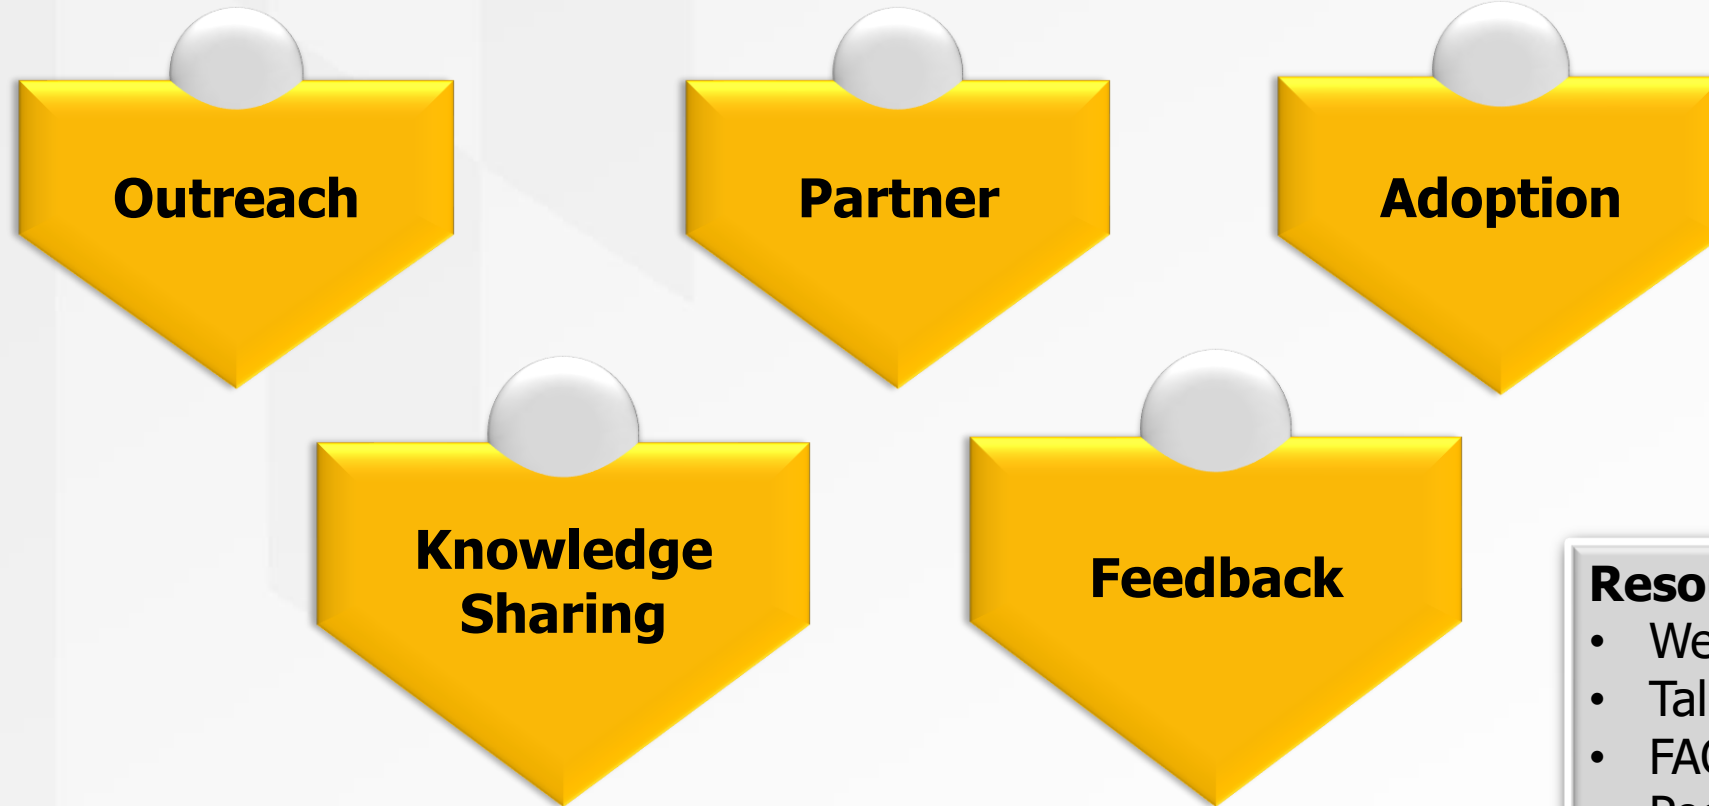 Outreach
Partner
Adoption
Knowledge
Sharing
Feedback